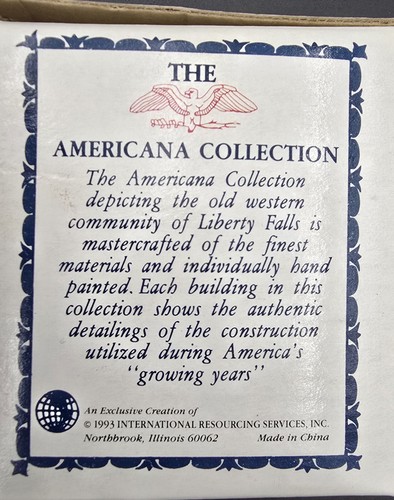 THE
AMERICANA COLLECTION
The Americana Collection
depicting the old western
community of Liberty Falls is
mastercrafted of the finest
materials and individually hand
painted. Each building in this
collection shows the authentic
detailings of the construction
utilized during America's
"growing years"
An Exclusive Creation of
© 1993 INTERNATIONAL RESOURCING SERVICES, INC.
Northbrook, Illinois 60062 Made in China